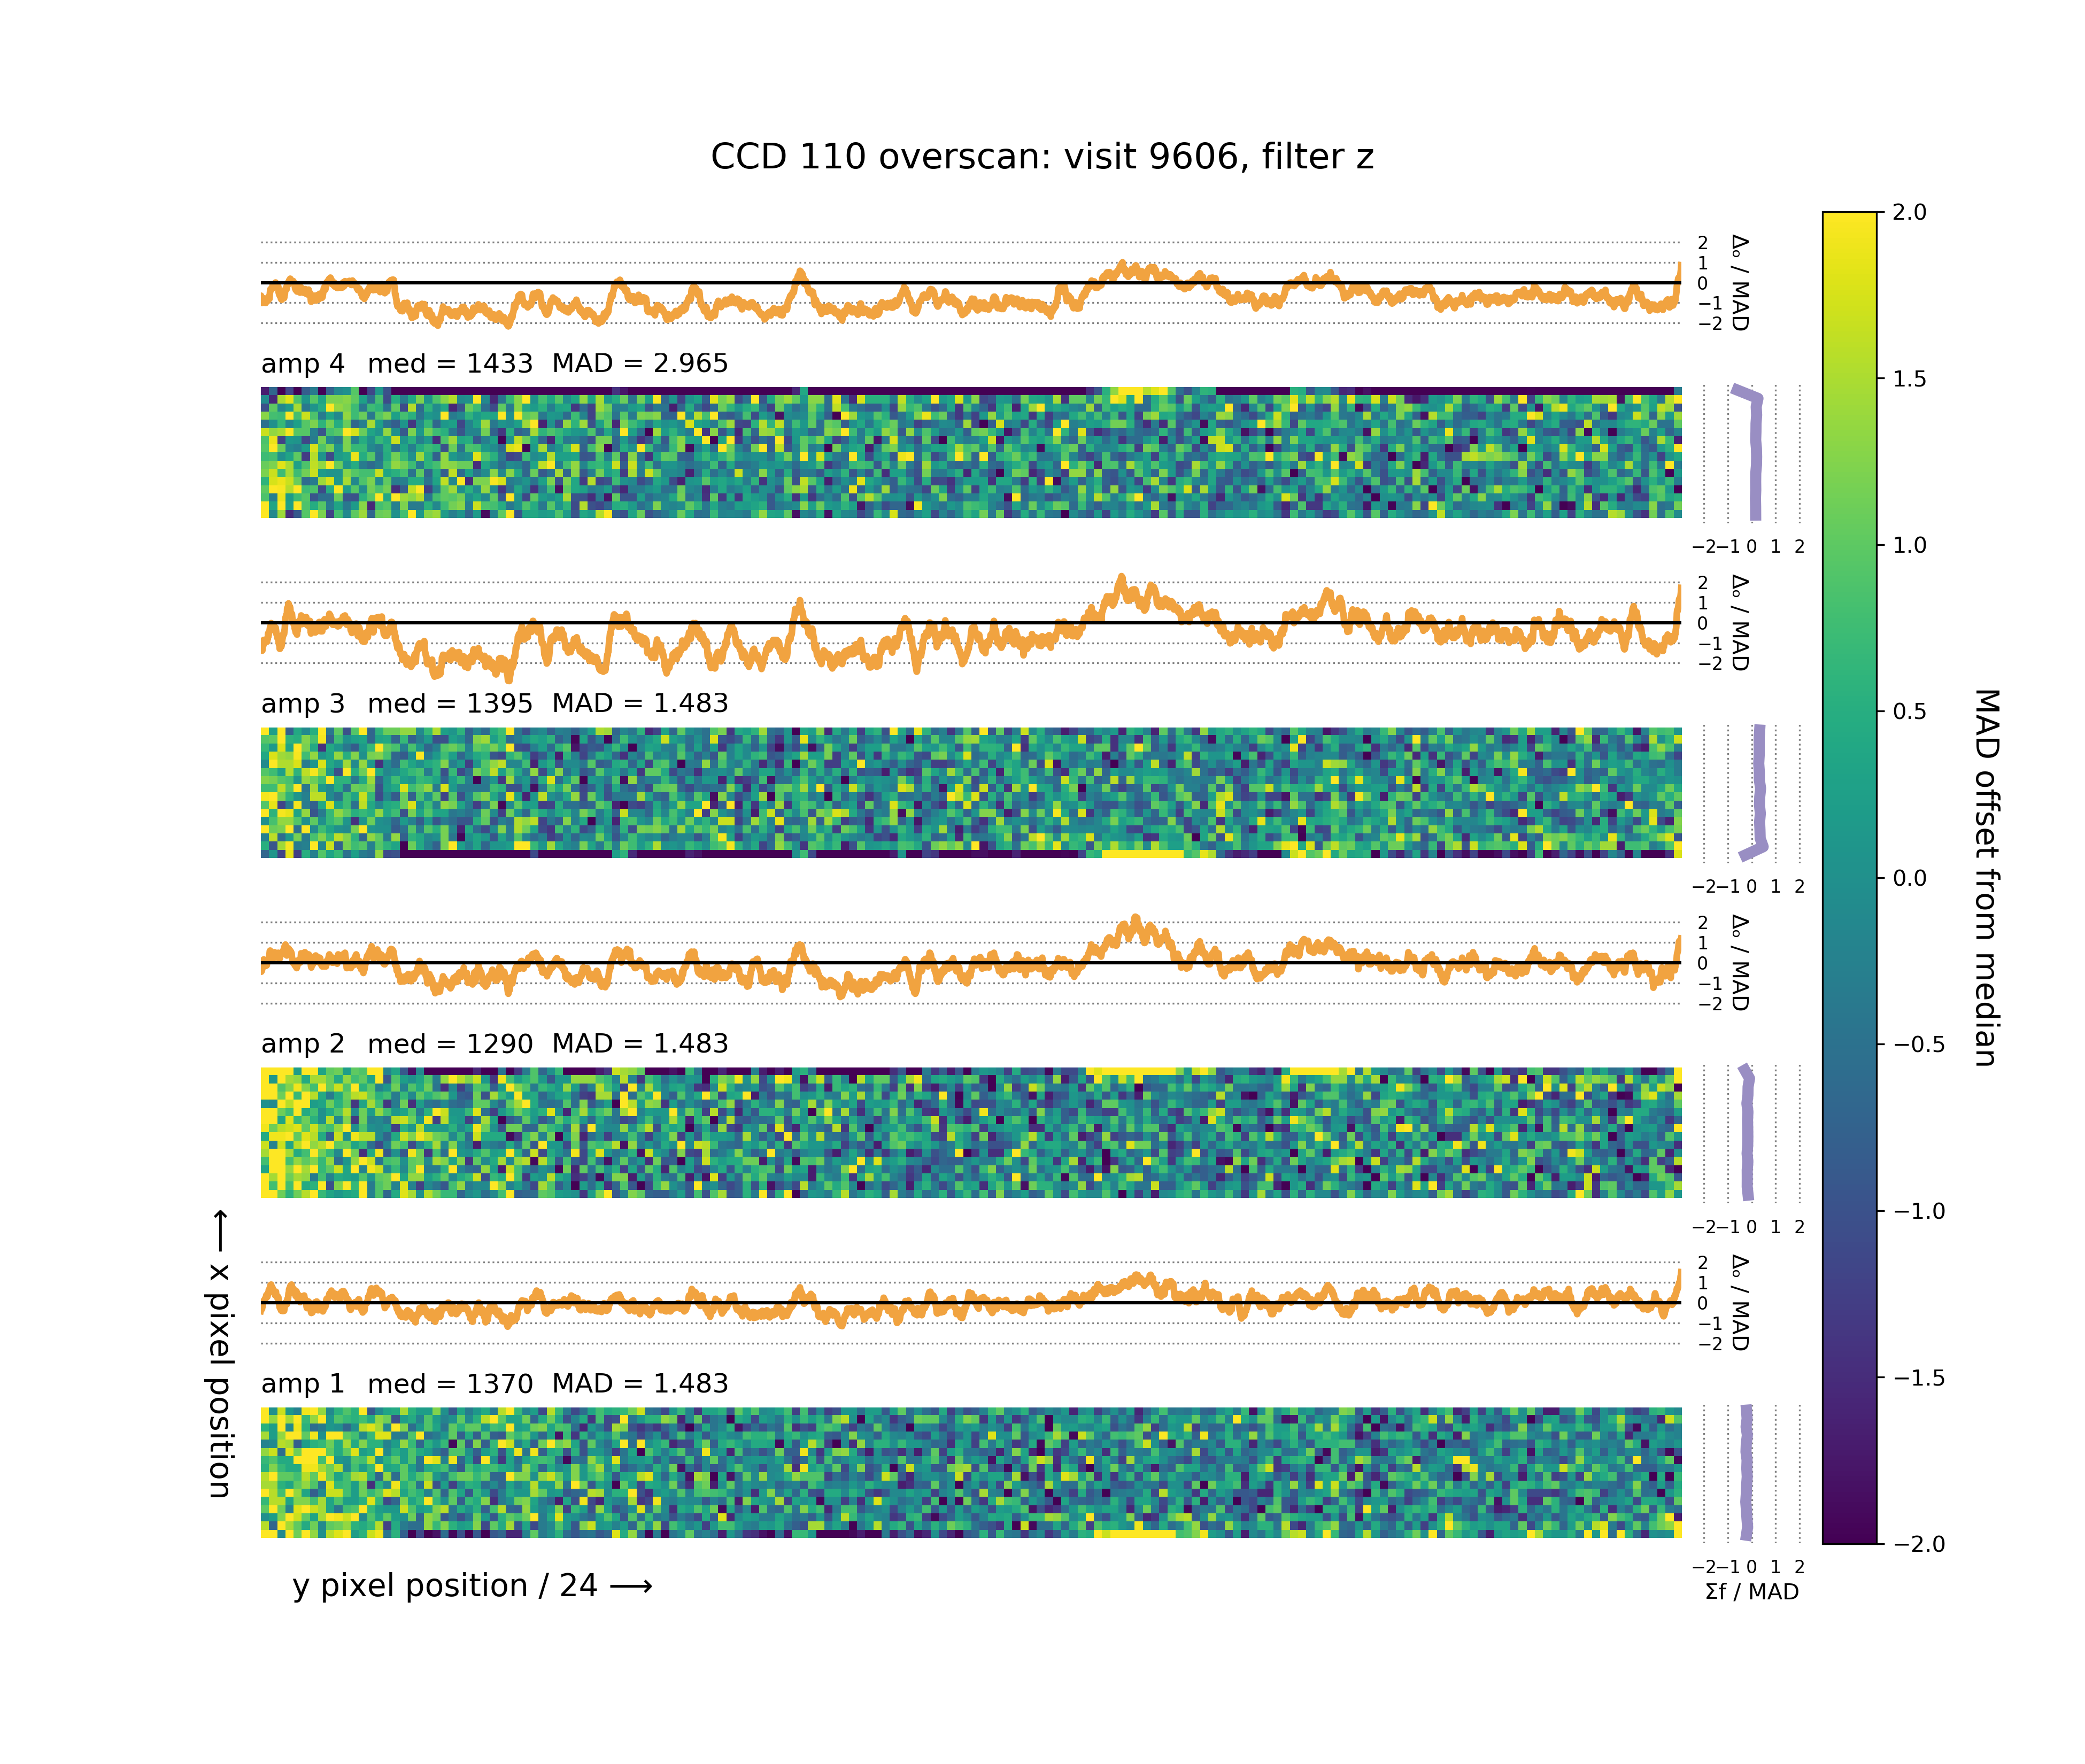 CCD 110 overscan: visit 9606, filter z
2
1
0
−1
−2
Δₒ / MAD
amp 4 med = 1433 MAD = 2.965
−2 −1 0 1 2
2
1
0
−1
−2
Δₒ / MAD
amp 3 med = 1395 MAD = 1.483
−2 −1 0 1 2
2
1
0
−1
−2
Δₒ / MAD
amp 2 med = 1290 MAD = 1.483
−2 −1 0 1 2
2
1
0
−1
−2
Δₒ / MAD
amp 1 med = 1370 MAD = 1.483
−2 −1 0 1 2
Σf / MAD
y pixel position / 24 ⟶
⟵ x pixel position
2.0
1.5
1.0
0.5
0.0
−0.5
−1.0
−1.5
−2.0
MAD offset from median